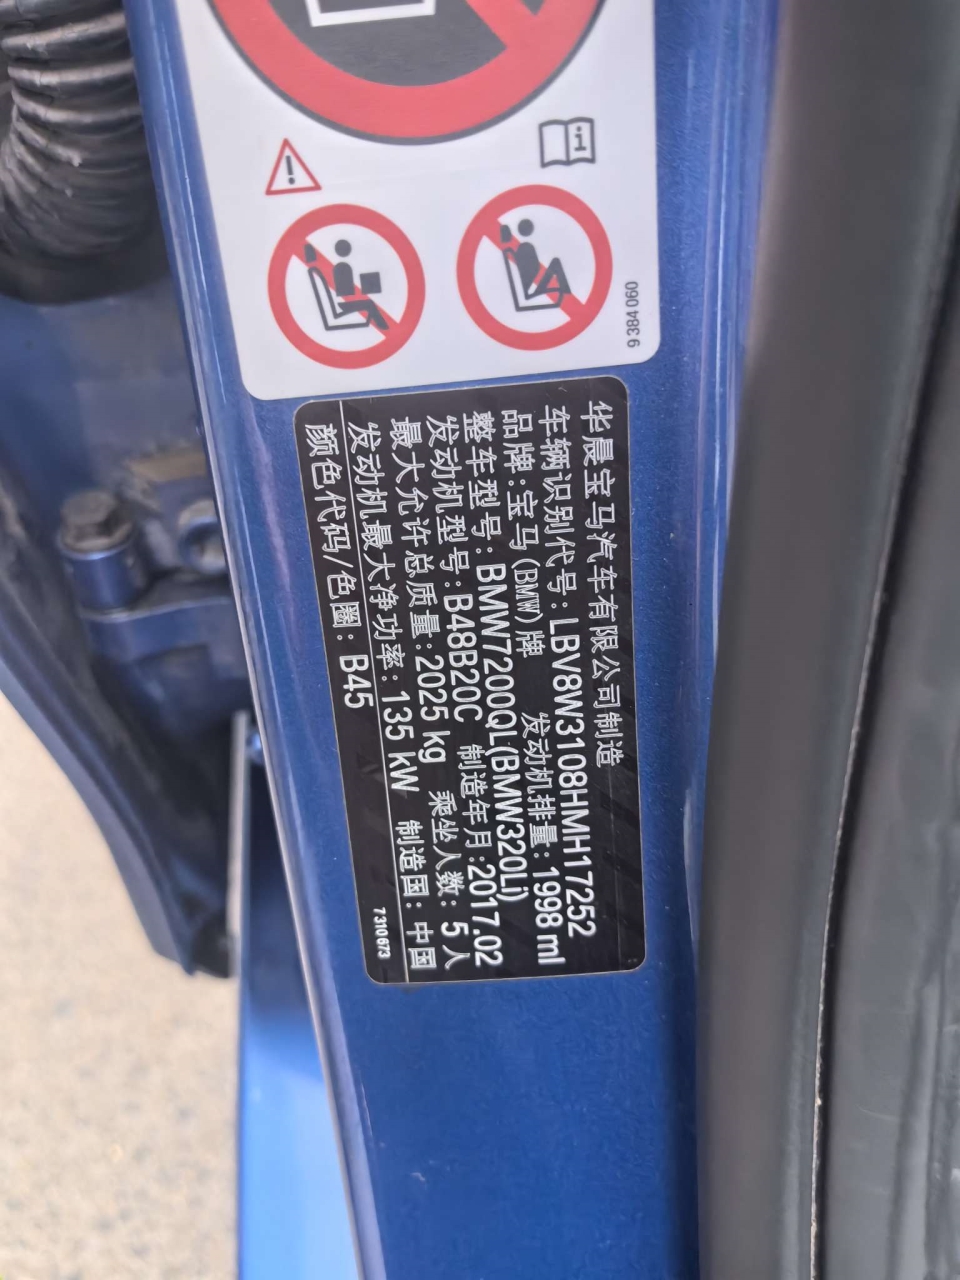 9 384 060
华晨宝马汽车有限公司制造
车辆识别代号:LBV8W3108HMH17252
品牌:宝马(BMW)牌 发动机排量:1998 ml
整车型号:BMW7200QL(BMW320Li)
发动机型号:B48B20C 制造年月:2017.02
最大允许总质量:2025 kg 乘坐人数:5人
发动机最大净功率:135 kW 制造国:中国
颜色代码/色圈:B45
7310673